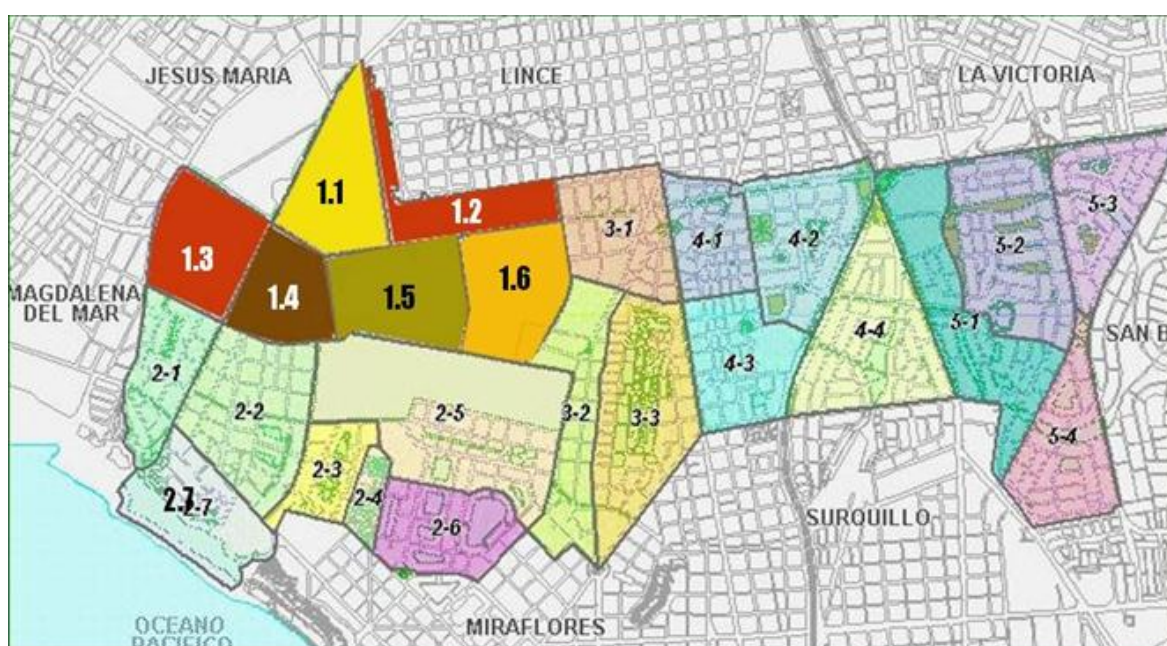 JESUS MARIA
LINCE
LA VICTORIA
1.1
1.2
3-1
4-1
4-2
5-2
5-3
1.3
1.4
1.5
1.6
MAGDALENA
DEL MAR
2-1
2-2
2-5
3-2
3-3
4-3
4-4
5-1
SAN B
2-3
2-4
2-6
5-4
2.7
-7
SURQUILLO
MIRAFLORES
OCEANO
PACIFICO